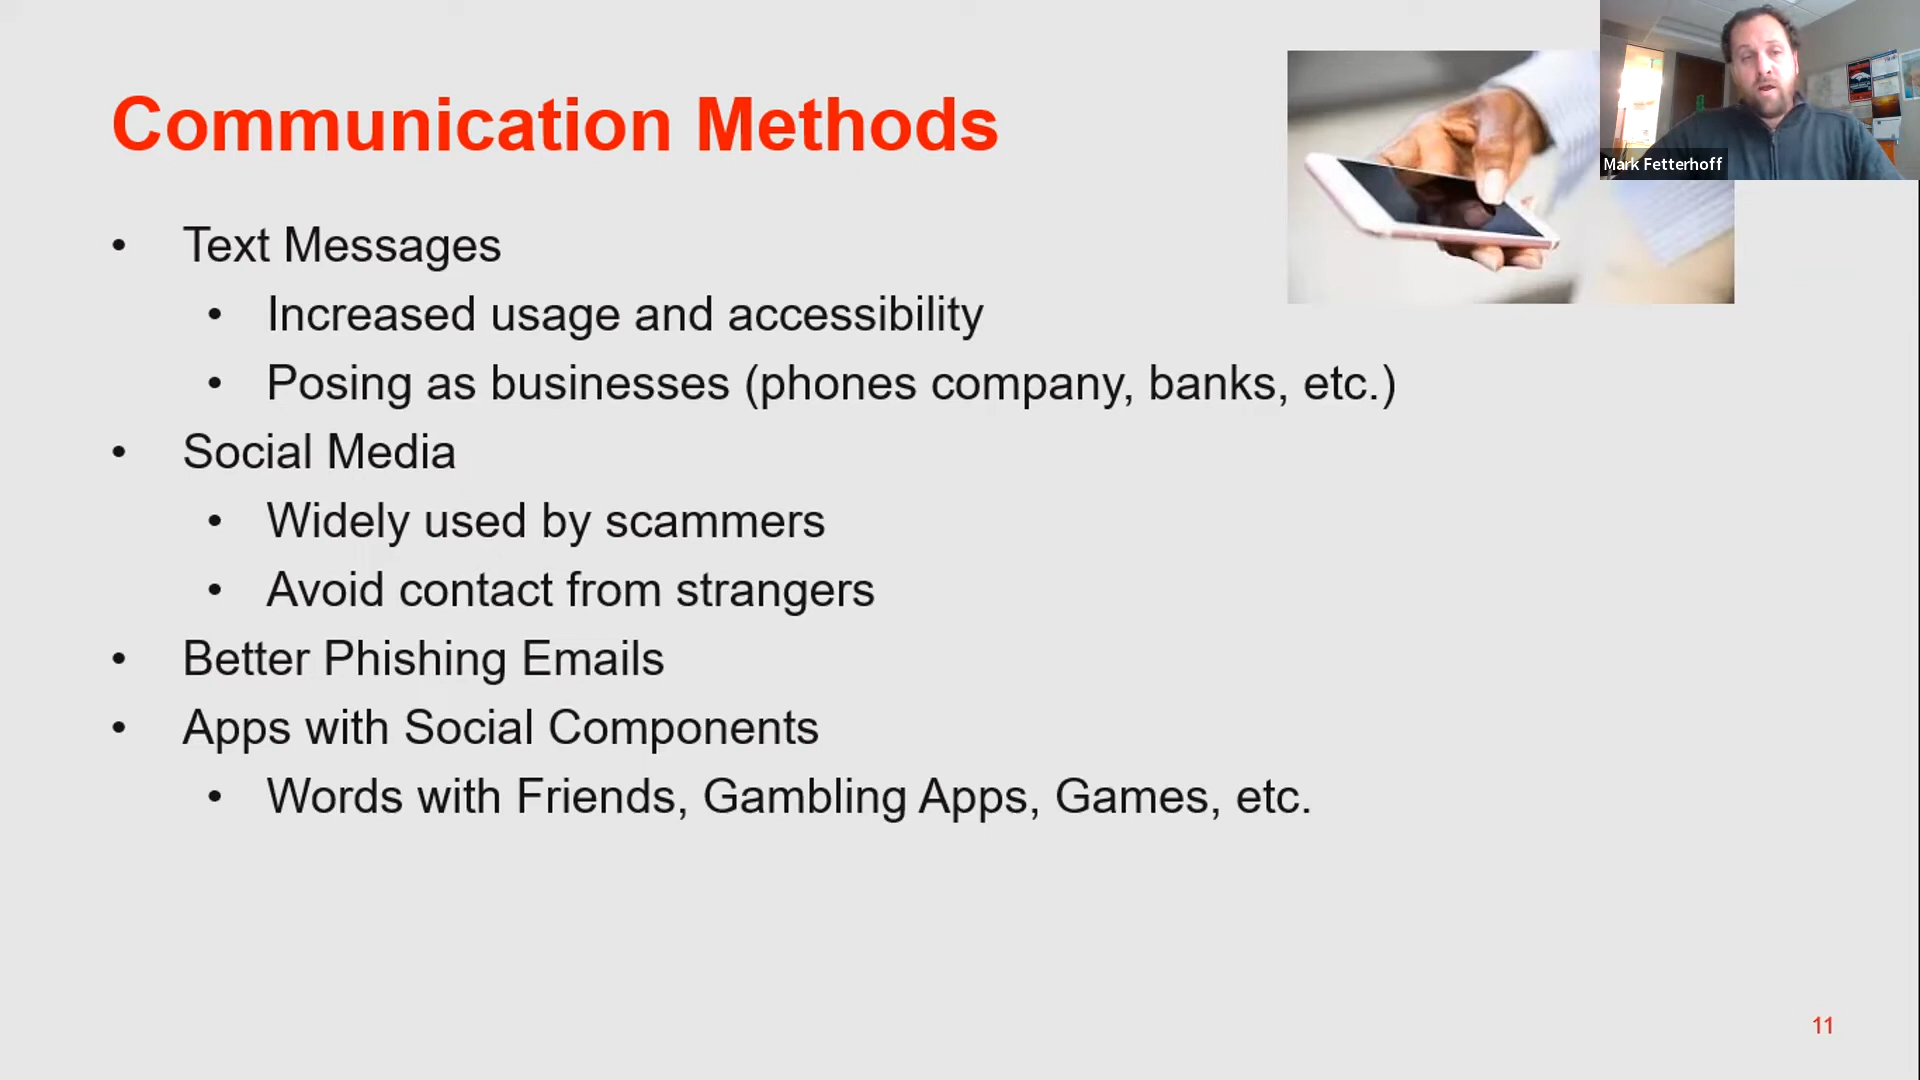 Communication Methods
Mark Fetterhoff
• Text Messages
• Increased usage and accessibility
• Posing as businesses (phones company, banks, etc.)
• Social Media
• Widely used by scammers
• Avoid contact from strangers
• Better Phishing Emails
• Apps with Social Components
• Words with Friends, Gambling Apps, Games, etc.
11